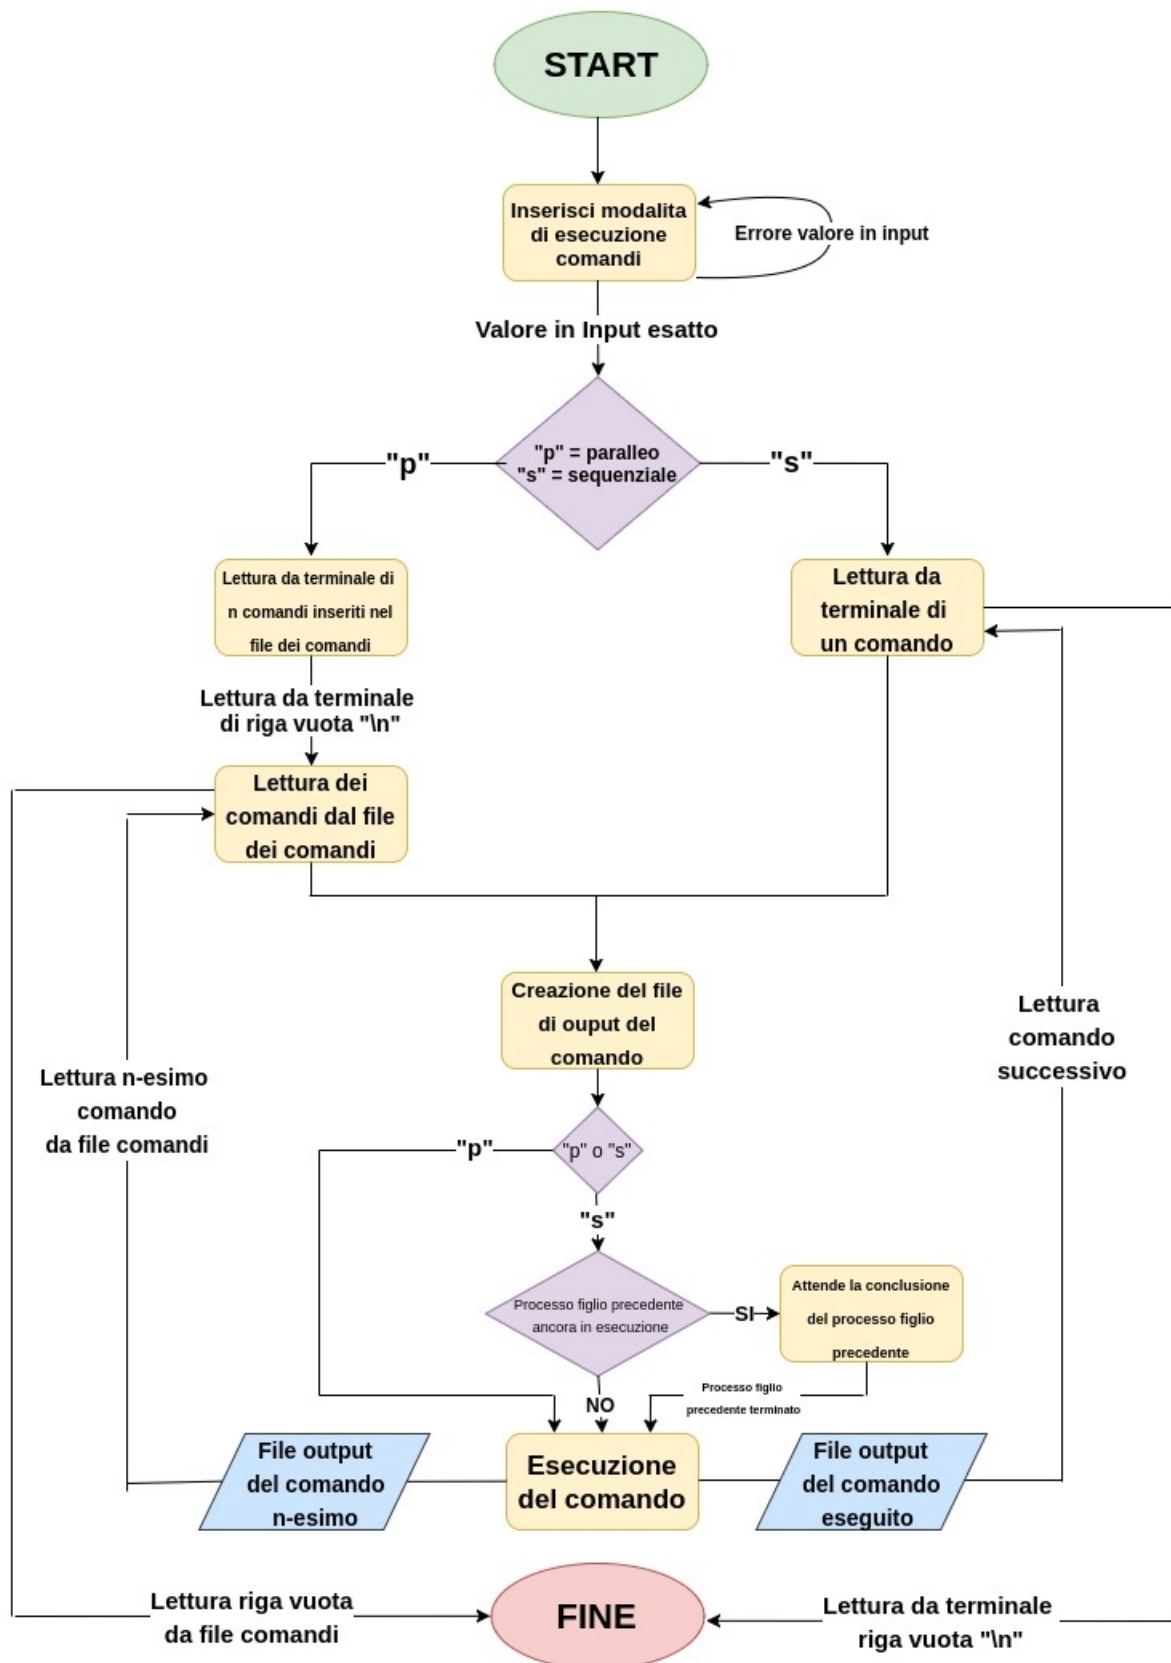 START
Inserisci modalita
di esecuzione
comandi
Errore valore in input
Valore in Input esatto
"p" = paralleo
"s" = sequenziale
"p"
"s"
Lettura da terminale di
n comandi inseriti nel
file dei comandi
Lettura da
terminale di
un comando
Lettura da terminale
di riga vuota "\n"
Lettura dei
comandi dal file
dei comandi
Creazione del file
di ouput del
comando
Lettura
comando
successivo
Lettura n-esimo
comando
da file comandi
"p"
"p" o "s"
"s"
Processo figlio precedente
ancora in esecuzione
SI
Attende la conclusione
del processo figlio
precedente
NO
Processo figlio
precedente terminato
File output
del comando
n-esimo
Esecuzione
del comando
File output
del comando
eseguito
Lettura riga vuota
da file comandi
FINE
Lettura da terminale
riga vuota "\n"